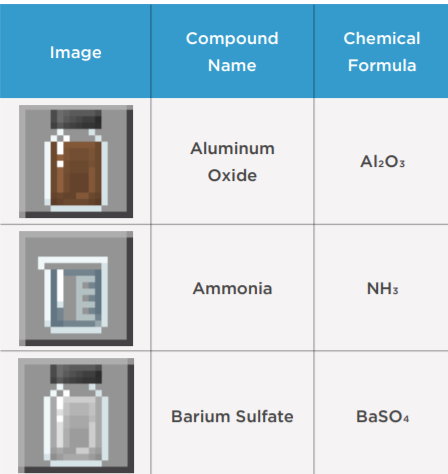 Image
Compound Name
Chemical Formula
Aluminum Oxide
Al₂O₃
Ammonia
NH₃
Barium Sulfate
BaSO₄